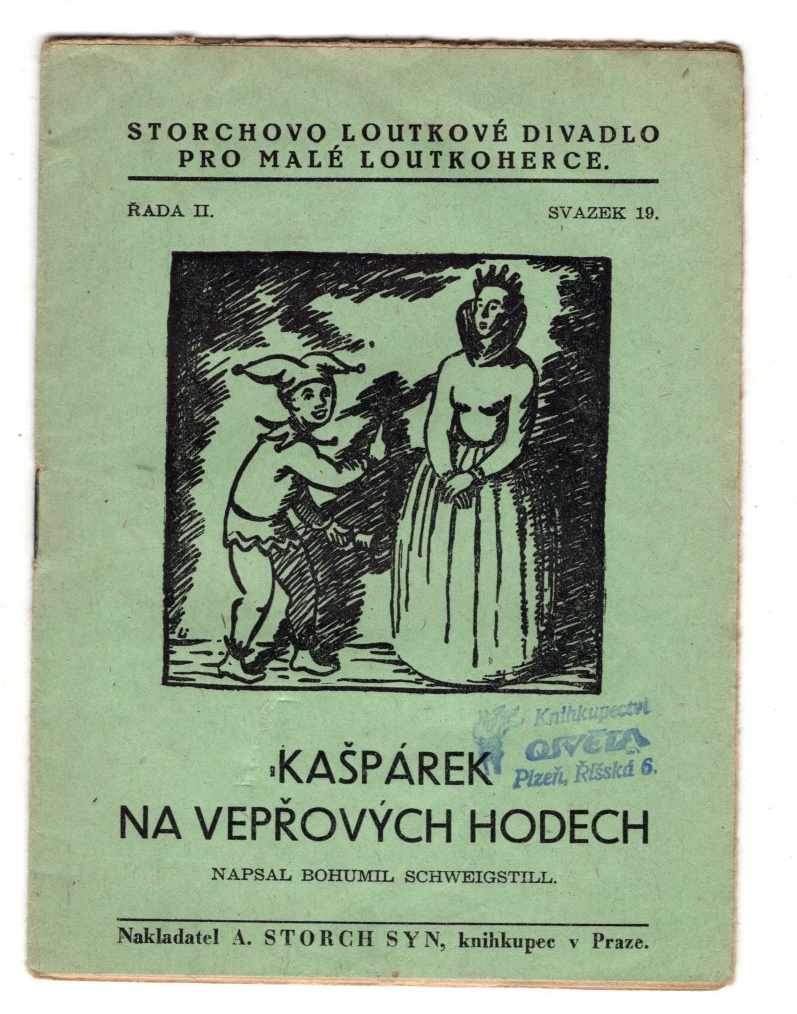 STORCHOVO LOUTKOVÉ DIVADLO
PRO MALÉ LOUTKOHERCE.
ŘADA II.
SVAZEK 19.
Knihkupectví
OSVĚTA
Plzeň, Říšská 6.
KAŠPÁREK
NA VEPŘOVÝCH HODECH
NAPSAL BOHUMIL SCHWEIGSTILL.
Nakladatel A. STORCH SYN, knihkupec v Praze.